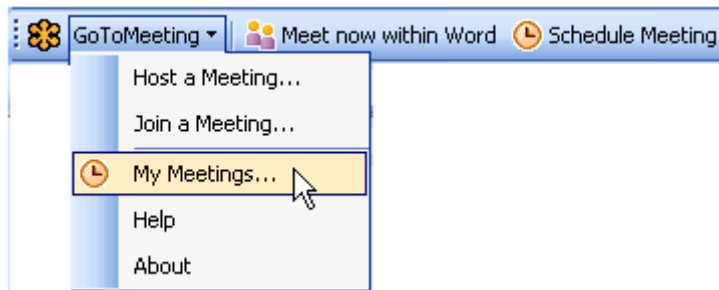 GoToMeeting Meet now within Word Schedule Meeting
Host a Meeting...
Join a Meeting...
My Meetings...
Help
About